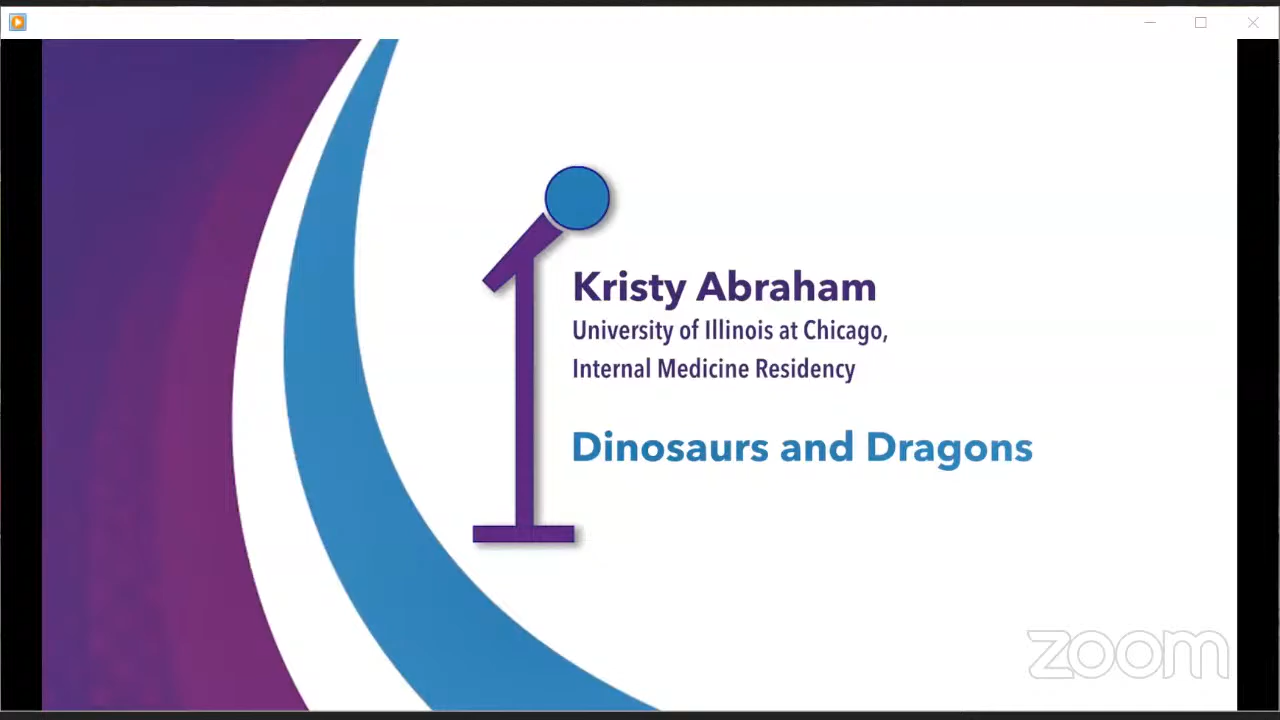 Kristy Abraham
University of Illinois at Chicago,
Internal Medicine Residency
Dinosaurs and Dragons
zoom